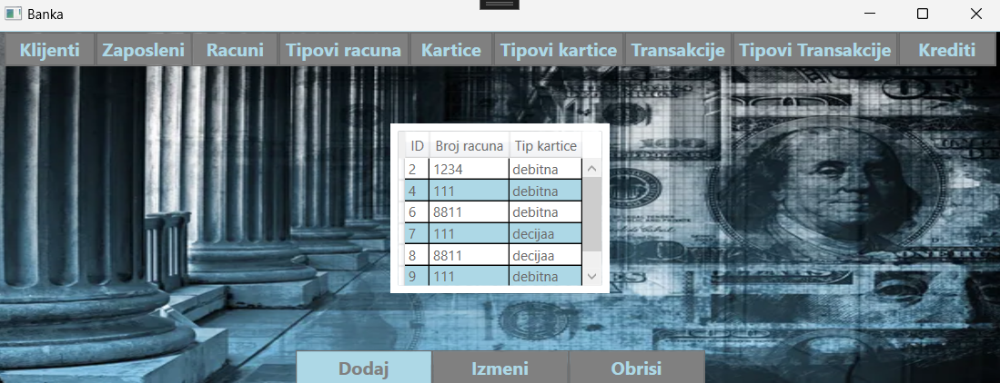 Banka
Klijenti Zaposleni Racuni Tipovi racuna Kartice Tipovi kartice Transakcije Tipovi Transakcije Krediti
ID Broj racuna Tip kartice
2 1234 debitna
4 111 debitna
6 8811 debitna
7 111 decijaa
8 8811 decijaa
9 111 debitna
Dodaj Izmeni Obrisi